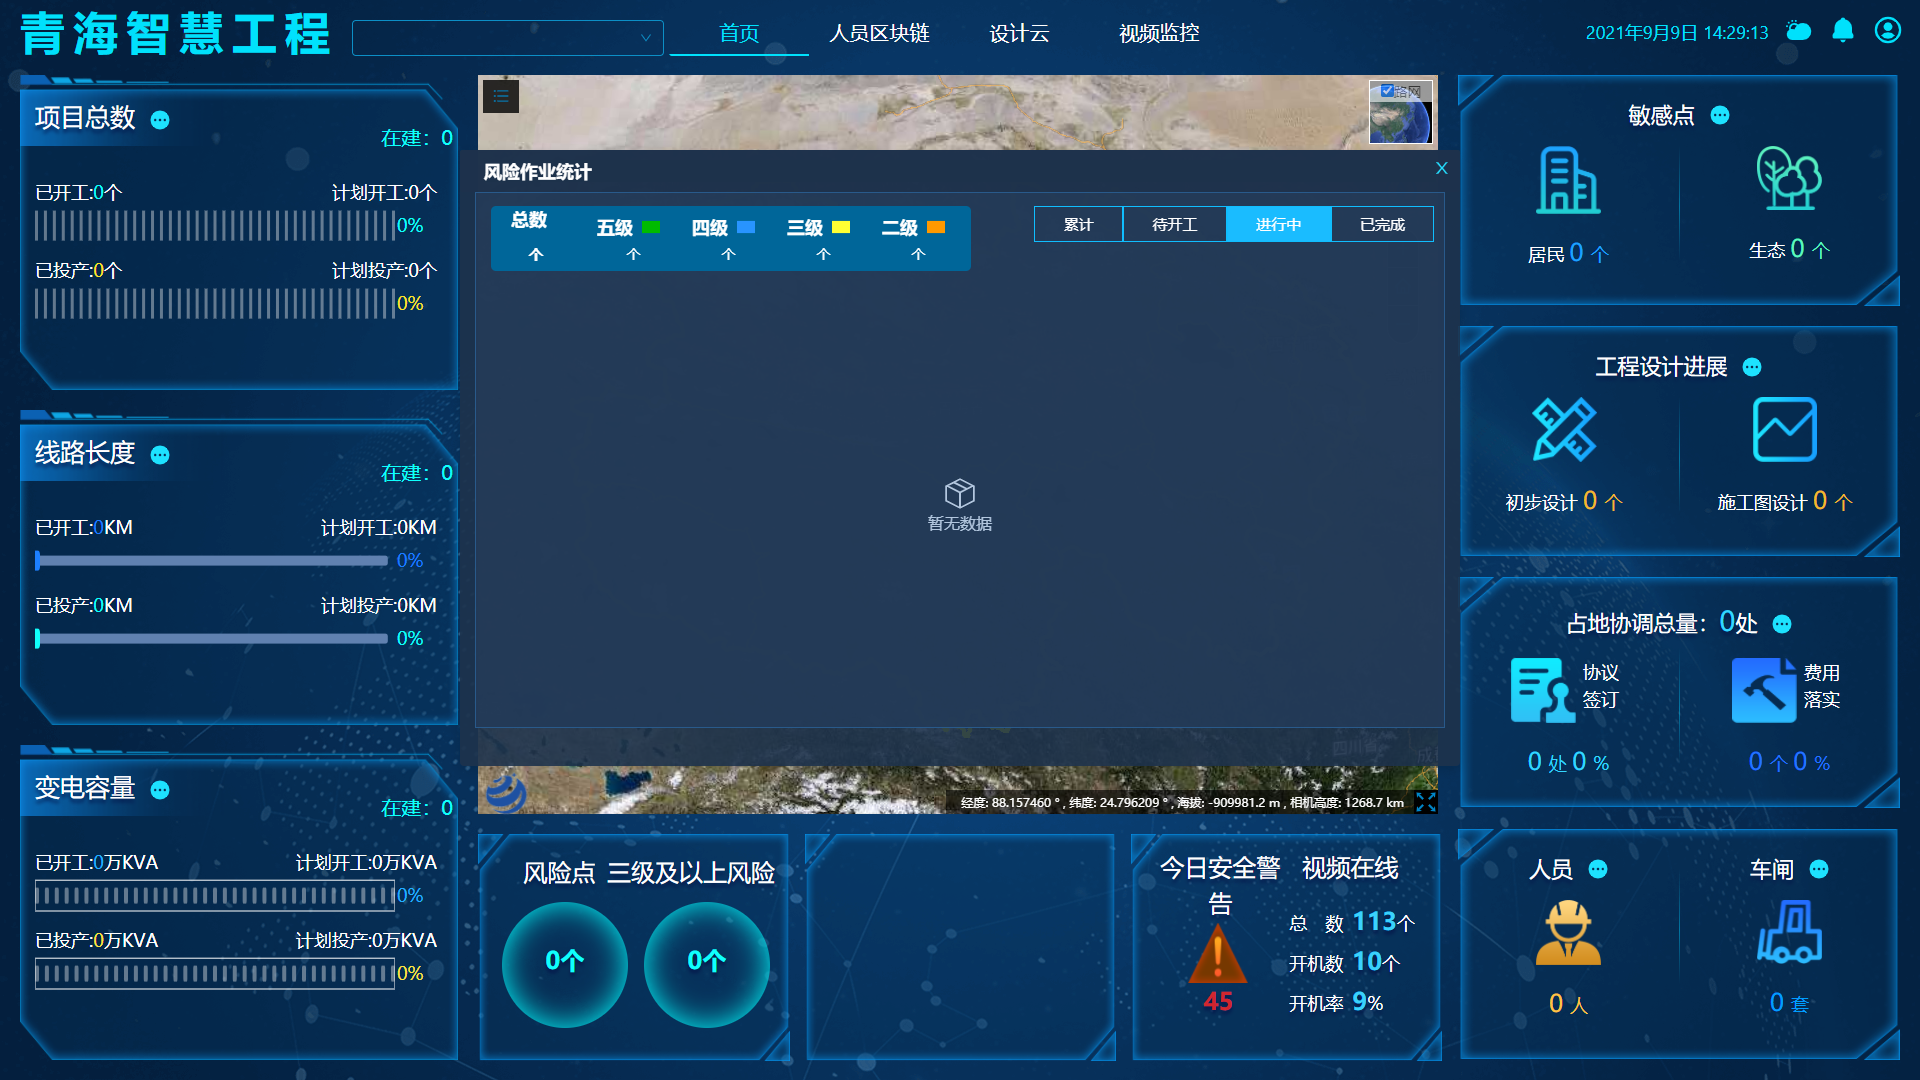 青海智慧工程
首页
人员区块链
设计云
视频监控
2021年9月9日 14:29:13
项目总数
在建：0
已开工:0个
计划开工:0个
0%
已投产:0个
计划投产:0个
0%
线路长度
在建：0
已开工:0KM
计划开工:0KM
0%
已投产:0KM
计划投产:0KM
0%
变电容量
在建：0
已开工:0万KVA
计划开工:0万KVA
0%
已投产:0万KVA
计划投产:0万KVA
0%
路网
风险作业统计
X
总数
个
五级
个
四级
个
三级
个
二级
个
累计
待开工
进行中
已完成
暂无数据
四川省
成
经度: 88.157460 °, 纬度: 24.796209 °, 海拔: -909981.2 m , 相机高度: 1268.7 km
风险点
三级及以上风险
0个
0个
今日安全警
告
45
视频在线
总 数 113个
开机数 10个
开机率 9%
敏感点
居民 0 个
生态 0 个
工程设计进展
初步设计 0 个
施工图设计 0 个
占地协调总量：0处
协议
签订
0 处 0 %
费用
落实
0 个 0 %
人员
0 人
车闸
0 套